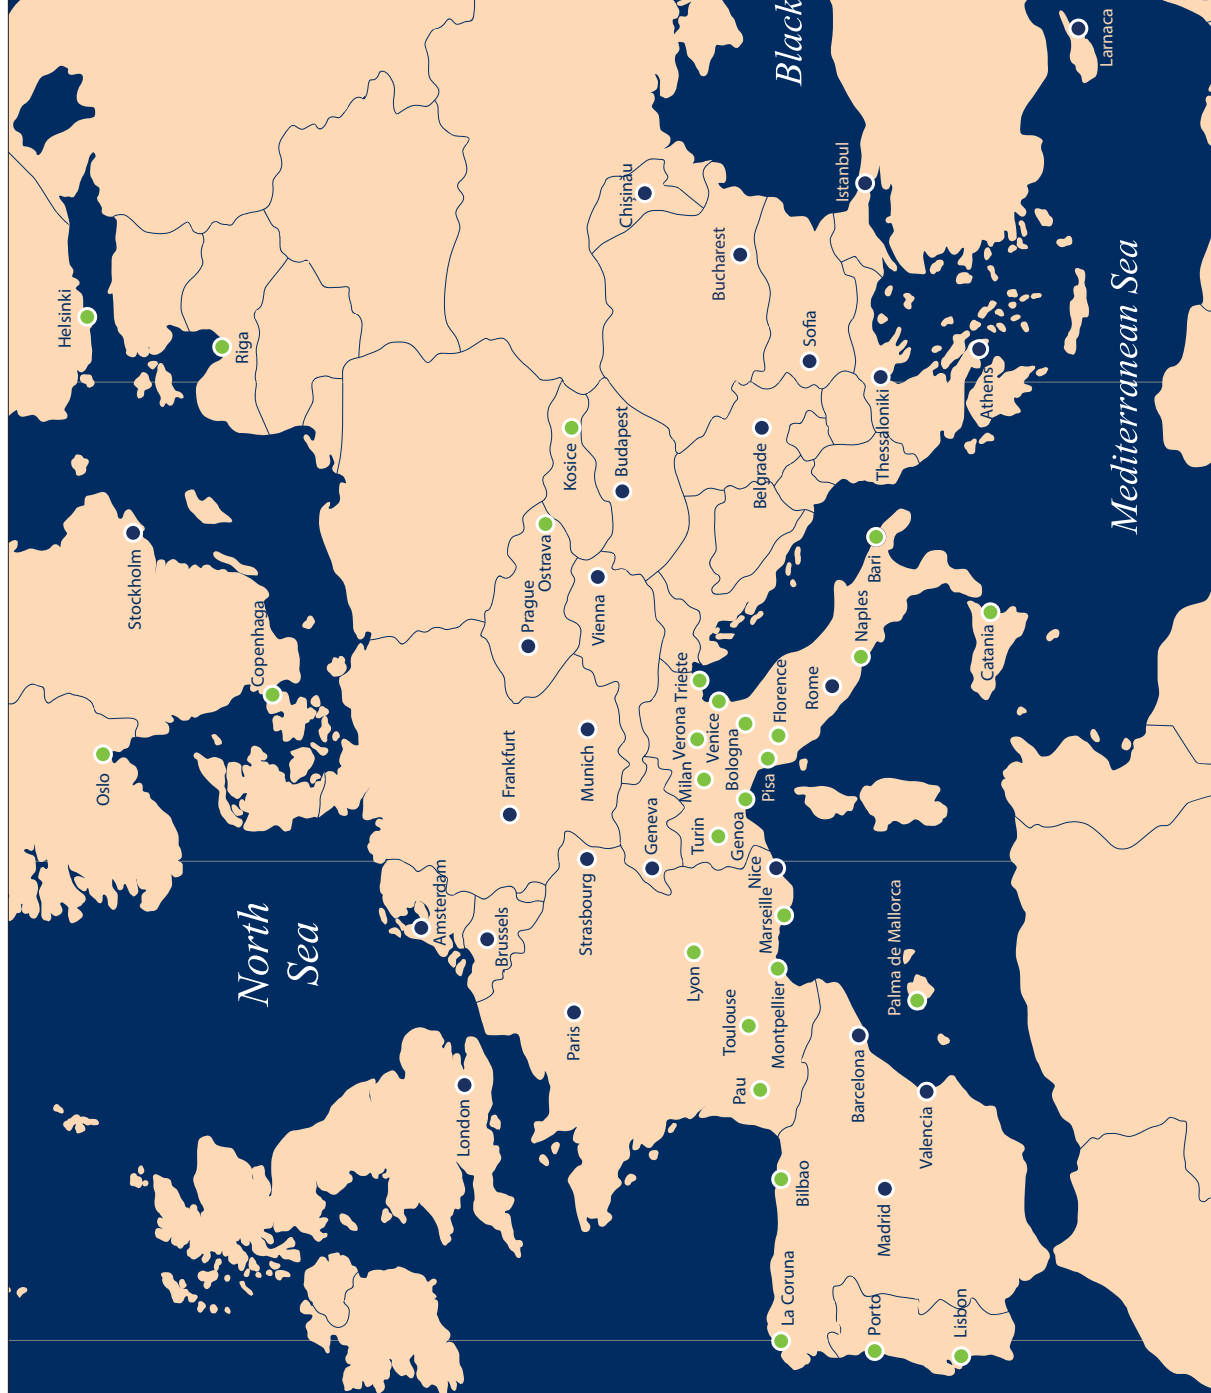 Oslo
Stockholm
Helsinki
Copenhaga
Riga
North
Sea
London
Amsterdam
Brussels
Frankfurt
Prague
Ostrava
Kosice
Paris
Strasbourg
Munich
Vienna
Budapest
Chişinău
Geneva
Lyon
Turin
Milan
Verona
Trieste
Venice
Bucharest
Black
Toulouse
Pau
Genoa
Bologna
Belgrade
Nice
Marseille
Montpellier
Pisa
Florence
Sofia
Istanbul
La Coruna
Bilbao
Rome
Naples
Barcelona
Bari
Thessaloniki
Porto
Madrid
Palma de Mallorca
Valencia
Lisbon
Catania
Athens
Larnaca
Mediterranean Sea